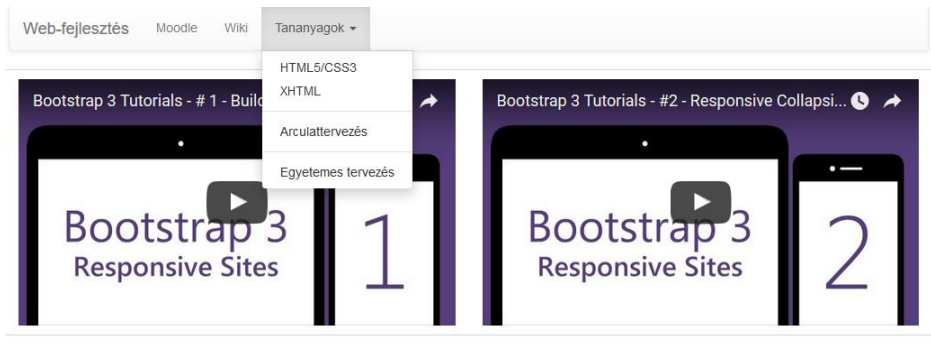 Web-fejlesztés Moodle Wiki Tananyagok
HTML5/CSS3
XHTML
Arculattervezés
Egyetemes tervezés
Bootstrap 3 Tutorials - # 1 - Build
Bootstrap 3
Responsive Sites
1
Bootstrap 3 Tutorials - #2 - Responsive Collapsi...
Bootstrap 3
Responsive Sites
2